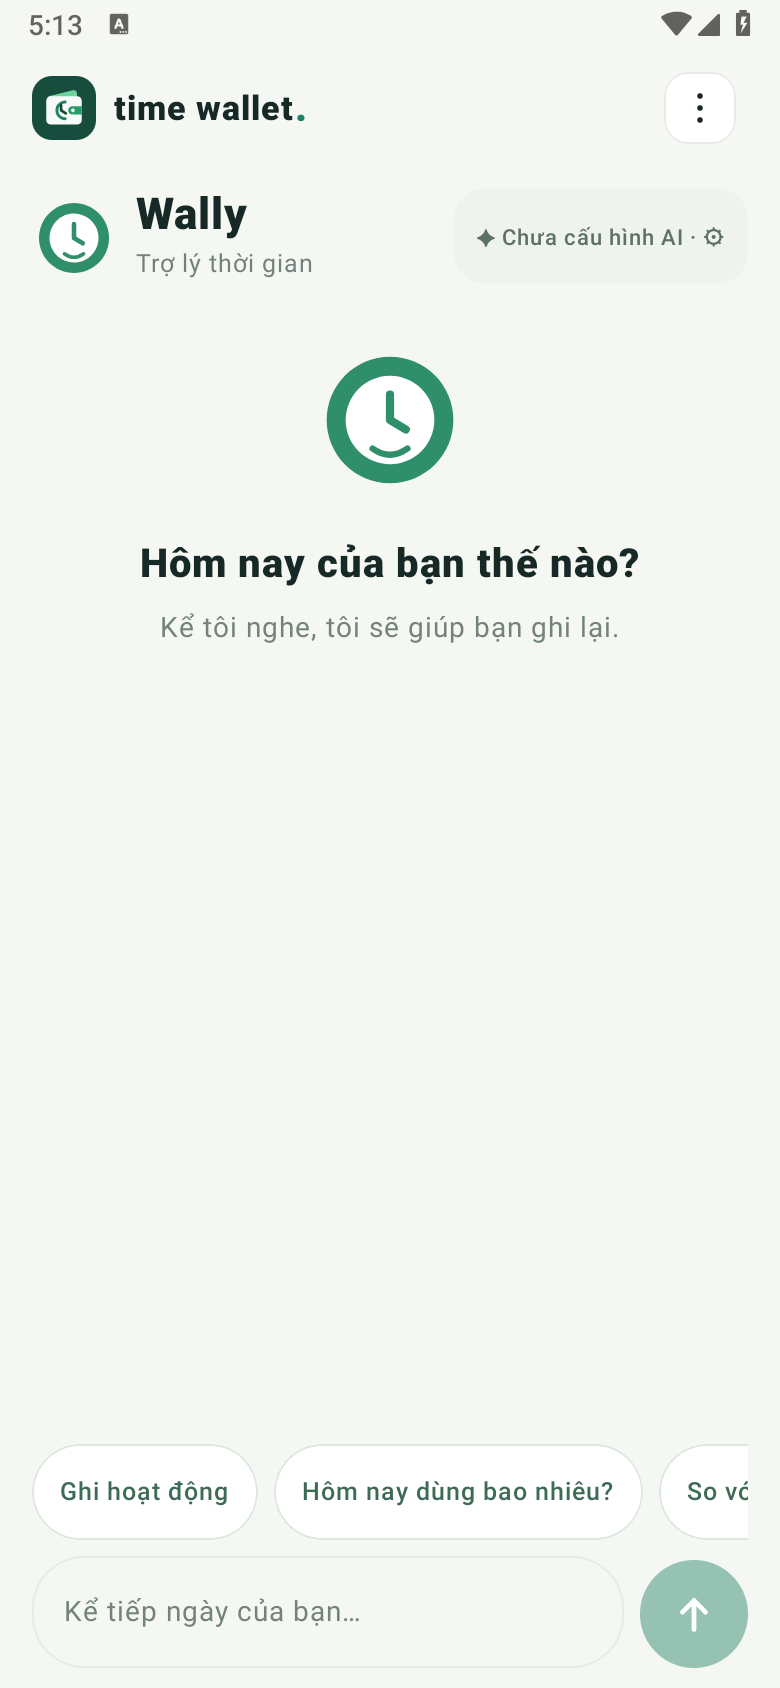 5:13
A
time wallet.
Wally
Trợ lý thời gian
Chưa cấu hình AI ·
Hôm nay của bạn thế nào?
Kể tôi nghe, tôi sẽ giúp bạn ghi lại.
Ghi hoạt động
Hôm nay dùng bao nhiêu?
So vớ
Kể tiếp ngày của bạn…